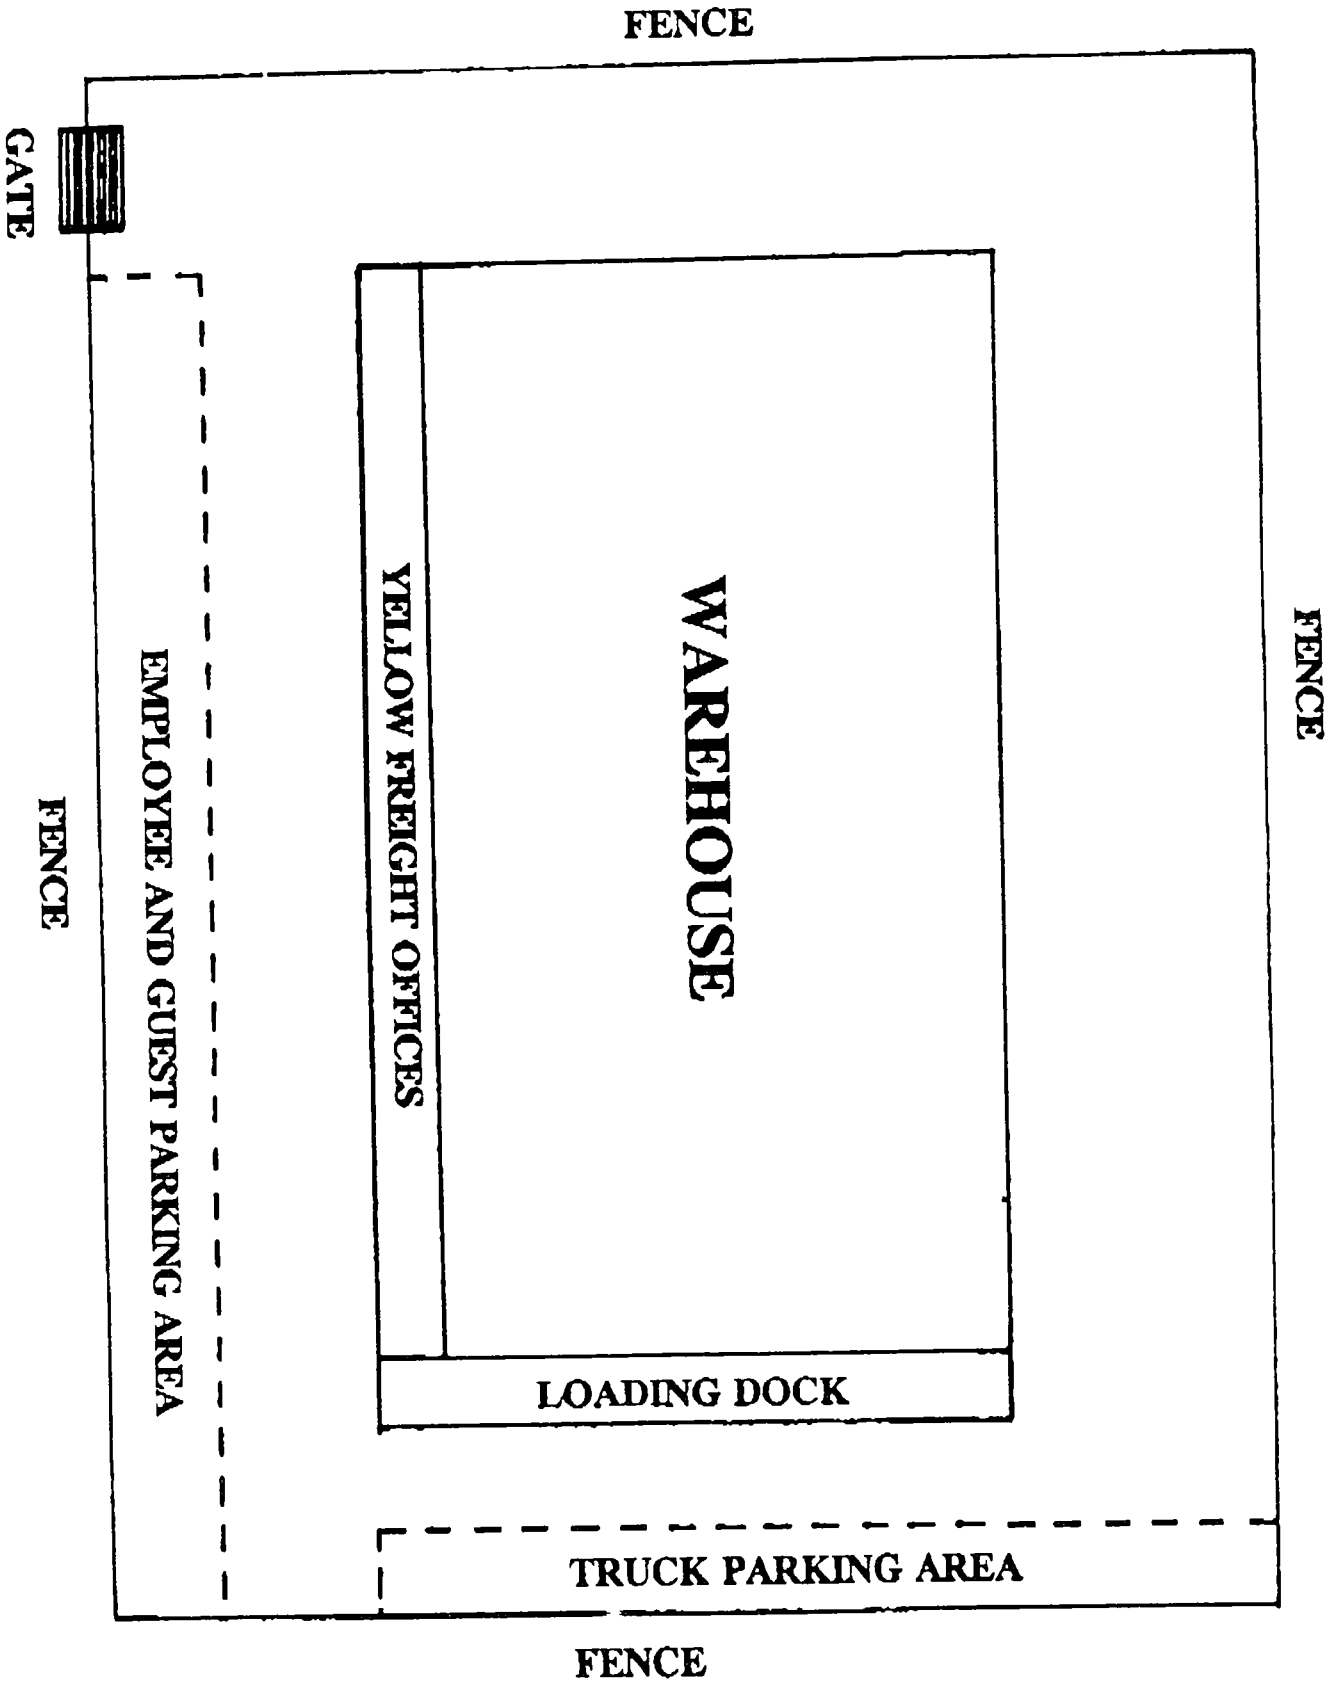 FENCE
GATE
FENCE
WAREHOUSE
YELLOW FREIGHT OFFICES
EMPLOYEE AND GUEST PARKING AREA
FENCE
LOADING DOCK
TRUCK PARKING AREA
FENCE